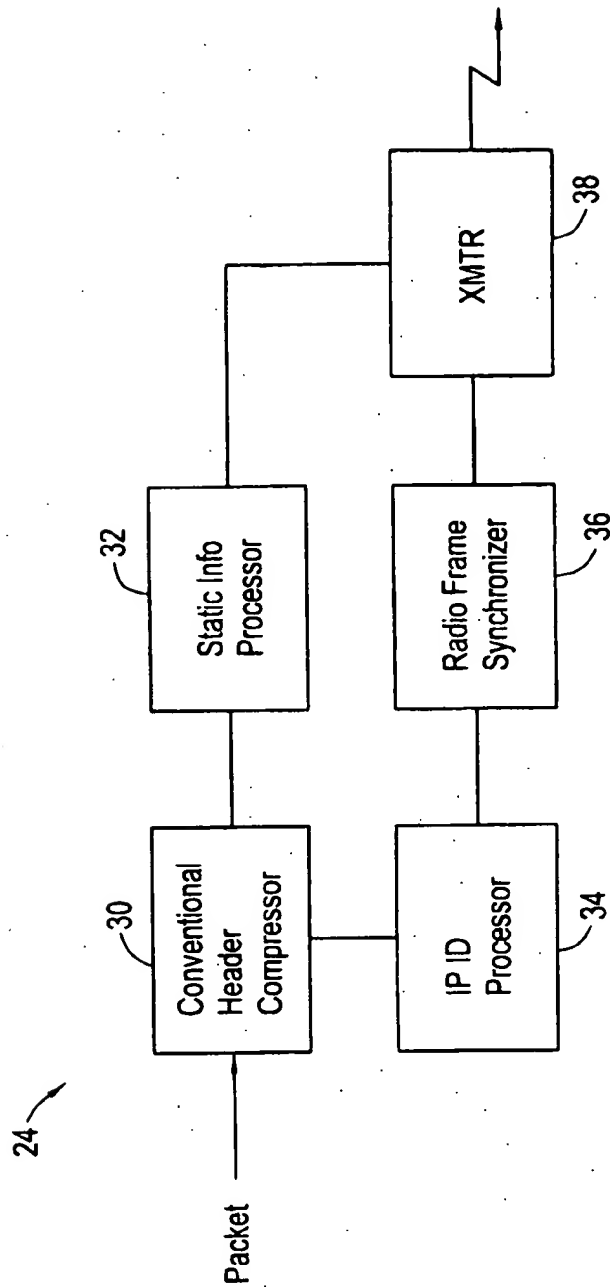 24
Packet
30
Conventional
Header
Compressor
32
Static Info
Processor
34
IP ID
Processor
36
Radio Frame
Synchronizer
38
XMTR